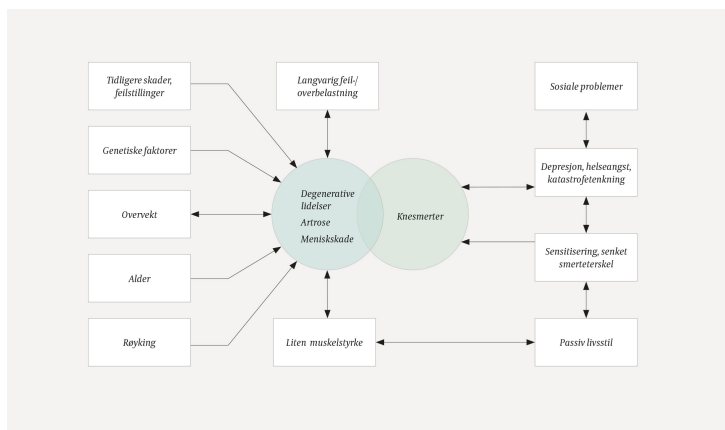 Tidligere skader,
feilstillinger
Langvarig feil-/
overbelastning
Sosiale problemer
Genetiske faktorer
Depresjon, helseangst,
katastrofetenkning
Degenerative
lidelser
Artrose
Meniskskade
Knesmerter
Overvekt
Sensitisering, senket
smerteterskel
Alder
Røyking
Liten muskelstyrke
Passiv livsstil